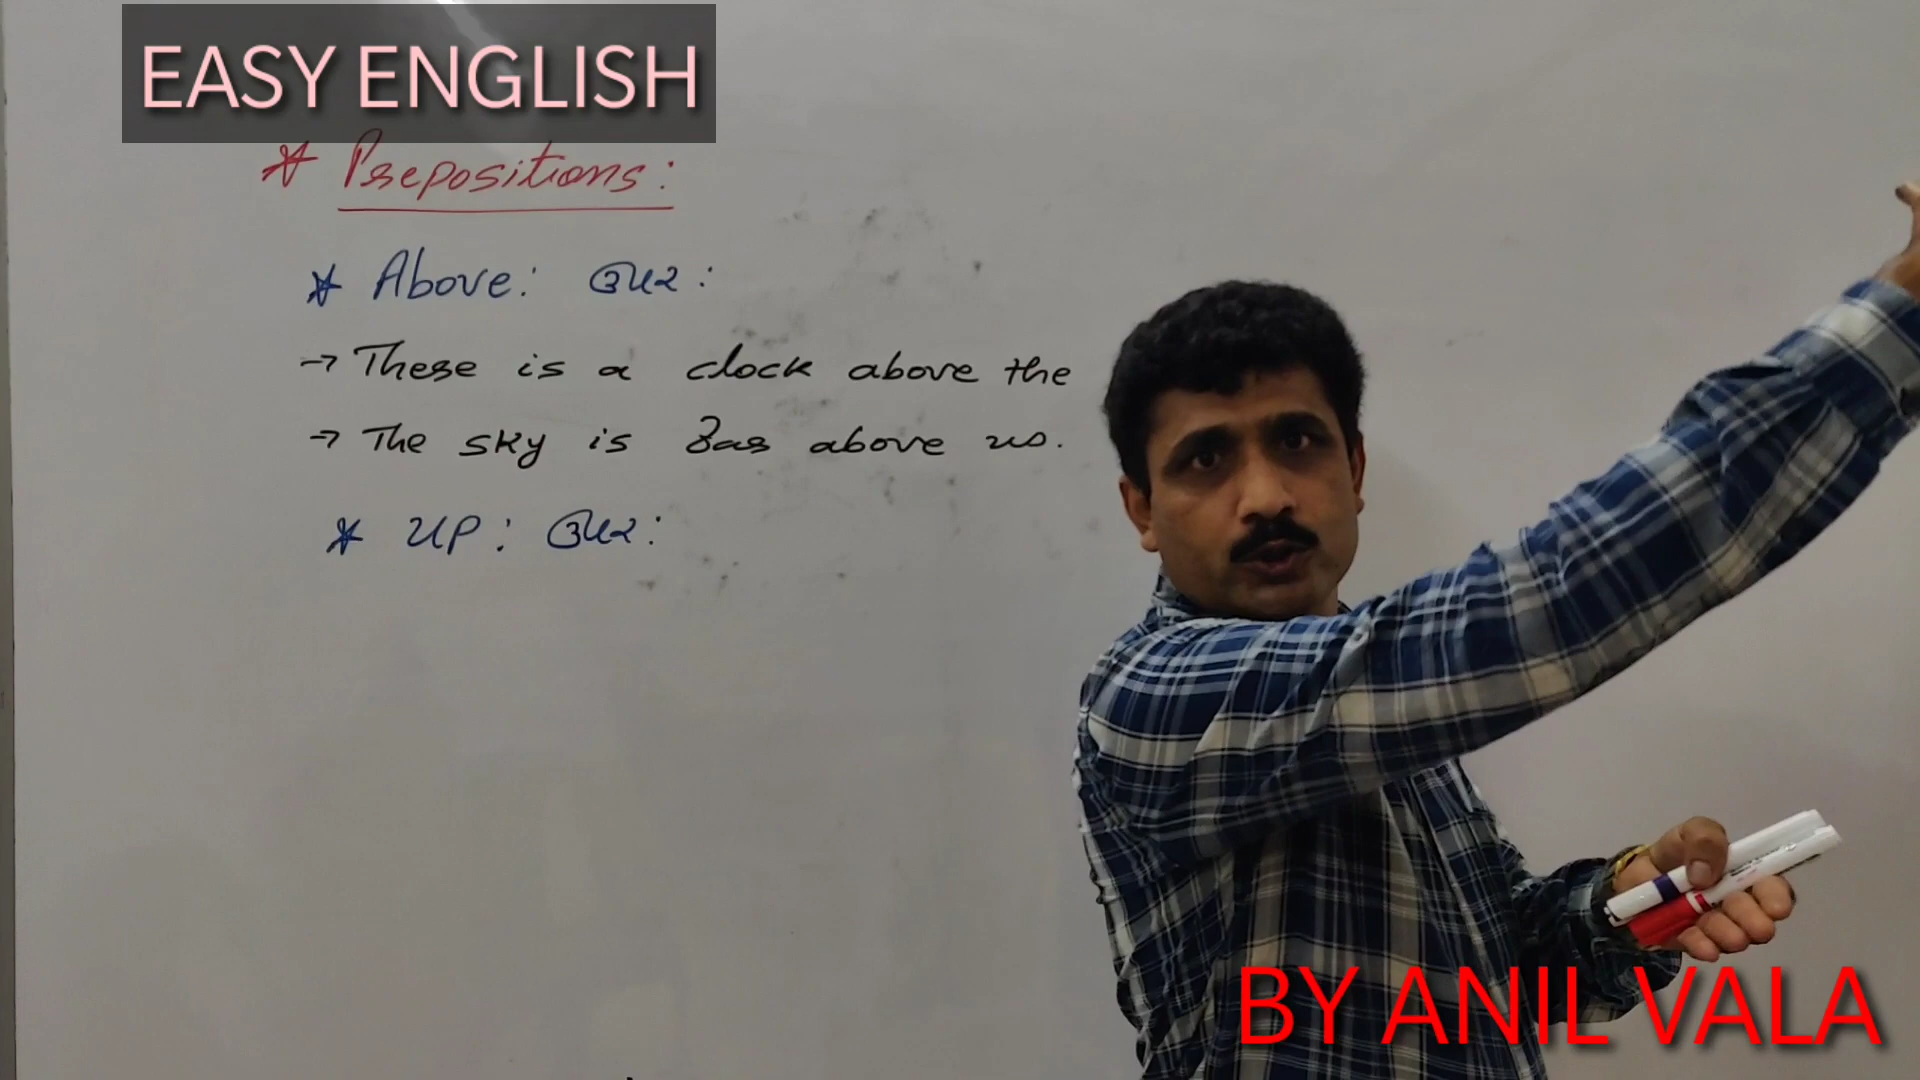 EASY ENGLISH
* Prepositions:
* Above: ઉપર:
→ There is a clock above the
→ The sky is far above us.
* UP: ઉપર:
BY ANIL VALA